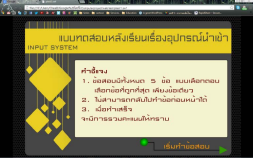 แบบทดสอบหลังเรียนเรื่องอุปกรณ์นำเข้า
INPUT SYSTEM
คำชี้แจง
1. ข้อสอบมีทั้งหมด 5 ข้อ แบบเลือกตอบ
เลือกข้อที่ถูกที่สุด เพียงข้อเดียว
2. ไม่สามารถกลับไปทำข้อก่อนหน้าได้
3. เมื่อทำเสร็จ
จะมีการรวมคะแนนให้ทราบ
เริ่มทำข้อสอบ